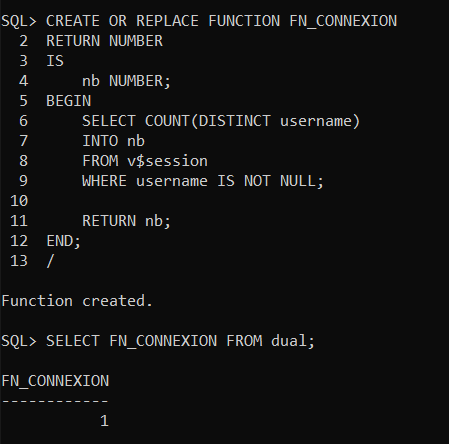 SQL> CREATE OR REPLACE FUNCTION FN_CONNEXION
  2  RETURN NUMBER
  3  IS
  4      nb NUMBER;
  5  BEGIN
  6      SELECT COUNT(DISTINCT username)
  7      INTO nb
  8      FROM v$session
  9      WHERE username IS NOT NULL;
 10
 11      RETURN nb;
 12  END;
 13  /

Function created.

SQL> SELECT FN_CONNEXION FROM dual;

FN_CONNEXION
------------
           1